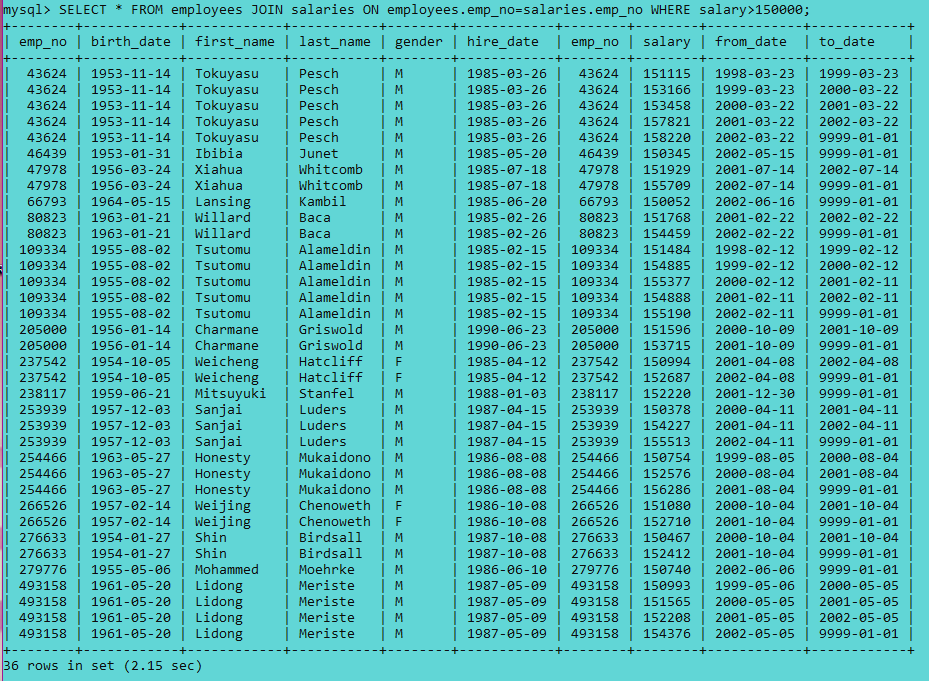 mysql> SELECT * FROM employees JOIN salaries ON employees.emp_no=salaries.emp_no WHERE salary>150000;
+--------+------------+------------+-----------+--------+------------+--------+--------+------------+------------+
| emp_no | birth_date | first_name | last_name | gender | hire_date | emp_no | salary | from_date | to_date |
+--------+------------+------------+-----------+--------+------------+--------+--------+------------+------------+
| 43624 | 1953-11-14 | Tokuyasu | Pesch | M | 1985-03-26 | 43624 | 151115 | 1998-03-23 | 1999-03-23 |
| 43624 | 1953-11-14 | Tokuyasu | Pesch | M | 1985-03-26 | 43624 | 153166 | 1999-03-23 | 2000-03-22 |
| 43624 | 1953-11-14 | Tokuyasu | Pesch | M | 1985-03-26 | 43624 | 153458 | 2000-03-22 | 2001-03-22 |
| 43624 | 1953-11-14 | Tokuyasu | Pesch | M | 1985-03-26 | 43624 | 157821 | 2001-03-22 | 2002-03-22 |
| 43624 | 1953-11-14 | Tokuyasu | Pesch | M | 1985-03-26 | 43624 | 158220 | 2002-03-22 | 9999-01-01 |
| 46439 | 1953-01-31 | Ibibia | Junet | M | 1985-05-20 | 46439 | 150345 | 2002-05-15 | 9999-01-01 |
| 47978 | 1956-03-24 | Xiahua | Whitcomb | M | 1985-07-18 | 47978 | 151929 | 2001-07-14 | 2002-07-14 |
| 47978 | 1956-03-24 | Xiahua | Whitcomb | M | 1985-07-18 | 47978 | 155709 | 2002-07-14 | 9999-01-01 |
| 66793 | 1964-05-15 | Lansing | Kambil | M | 1985-06-20 | 66793 | 150052 | 2002-06-16 | 9999-01-01 |
| 80823 | 1963-01-21 | Willard | Baca | M | 1985-02-26 | 80823 | 151768 | 2001-02-22 | 2002-02-22 |
| 80823 | 1963-01-21 | Willard | Baca | M | 1985-02-26 | 80823 | 154459 | 2002-02-22 | 9999-01-01 |
| 109334 | 1955-08-02 | Tsutomu | Alameldin | M | 1985-02-15 | 109334 | 151484 | 1998-02-12 | 1999-02-12 |
| 109334 | 1955-08-02 | Tsutomu | Alameldin | M | 1985-02-15 | 109334 | 154885 | 1999-02-12 | 2000-02-12 |
| 109334 | 1955-08-02 | Tsutomu | Alameldin | M | 1985-02-15 | 109334 | 155377 | 2000-02-12 | 2001-02-11 |
| 109334 | 1955-08-02 | Tsutomu | Alameldin | M | 1985-02-15 | 109334 | 154888 | 2001-02-11 | 2002-02-11 |
| 109334 | 1955-08-02 | Tsutomu | Alameldin | M | 1985-02-15 | 109334 | 155190 | 2002-02-11 | 9999-01-01 |
| 205000 | 1956-01-14 | Charmane | Griswold | M | 1990-06-23 | 205000 | 151596 | 2000-10-09 | 2001-10-09 |
| 205000 | 1956-01-14 | Charmane | Griswold | M | 1990-06-23 | 205000 | 153715 | 2001-10-09 | 9999-01-01 |
| 237542 | 1954-10-05 | Weicheng | Hatcliff | F | 1985-04-12 | 237542 | 150994 | 2001-04-08 | 2002-04-08 |
| 237542 | 1954-10-05 | Weicheng | Hatcliff | F | 1985-04-12 | 237542 | 152687 | 2002-04-08 | 9999-01-01 |
| 238117 | 1959-06-21 | Mitsuyuki | Stanfel | M | 1988-01-03 | 238117 | 152220 | 2001-12-30 | 9999-01-01 |
| 253939 | 1957-12-03 | Sanjai | Luders | M | 1987-04-15 | 253939 | 150378 | 2000-04-11 | 2001-04-11 |
| 253939 | 1957-12-03 | Sanjai | Luders | M | 1987-04-15 | 253939 | 154227 | 2001-04-11 | 2002-04-11 |
| 253939 | 1957-12-03 | Sanjai | Luders | M | 1987-04-15 | 253939 | 155513 | 2002-04-11 | 9999-01-01 |
| 254466 | 1963-05-27 | Honesty | Mukaidono | M | 1986-08-08 | 254466 | 150754 | 1999-08-05 | 2000-08-04 |
| 254466 | 1963-05-27 | Honesty | Mukaidono | M | 1986-08-08 | 254466 | 152576 | 2000-08-04 | 2001-08-04 |
| 254466 | 1963-05-27 | Honesty | Mukaidono | M | 1986-08-08 | 254466 | 156286 | 2001-08-04 | 9999-01-01 |
| 266526 | 1957-02-14 | Weijing | Chenoweth | F | 1986-10-08 | 266526 | 151080 | 2000-10-04 | 2001-10-04 |
| 266526 | 1957-02-14 | Weijing | Chenoweth | F | 1986-10-08 | 266526 | 152710 | 2001-10-04 | 9999-01-01 |
| 276633 | 1954-01-27 | Shin | Birdsall | M | 1987-10-08 | 276633 | 150467 | 2000-10-04 | 2001-10-04 |
| 276633 | 1954-01-27 | Shin | Birdsall | M | 1987-10-08 | 276633 | 152412 | 2001-10-04 | 9999-01-01 |
| 279776 | 1955-05-06 | Mohammed | Moehrke | M | 1986-06-10 | 279776 | 150740 | 2002-06-06 | 9999-01-01 |
| 493158 | 1961-05-20 | Lidong | Meriste | M | 1987-05-09 | 493158 | 150993 | 1999-05-06 | 2000-05-05 |
| 493158 | 1961-05-20 | Lidong | Meriste | M | 1987-05-09 | 493158 | 151565 | 2000-05-05 | 2001-05-05 |
| 493158 | 1961-05-20 | Lidong | Meriste | M | 1987-05-09 | 493158 | 152208 | 2001-05-05 | 2002-05-05 |
| 493158 | 1961-05-20 | Lidong | Meriste | M | 1987-05-09 | 493158 | 154376 | 2002-05-05 | 9999-01-01 |
+--------+------------+------------+-----------+--------+------------+--------+--------+------------+------------+
36 rows in set (2.15 sec)